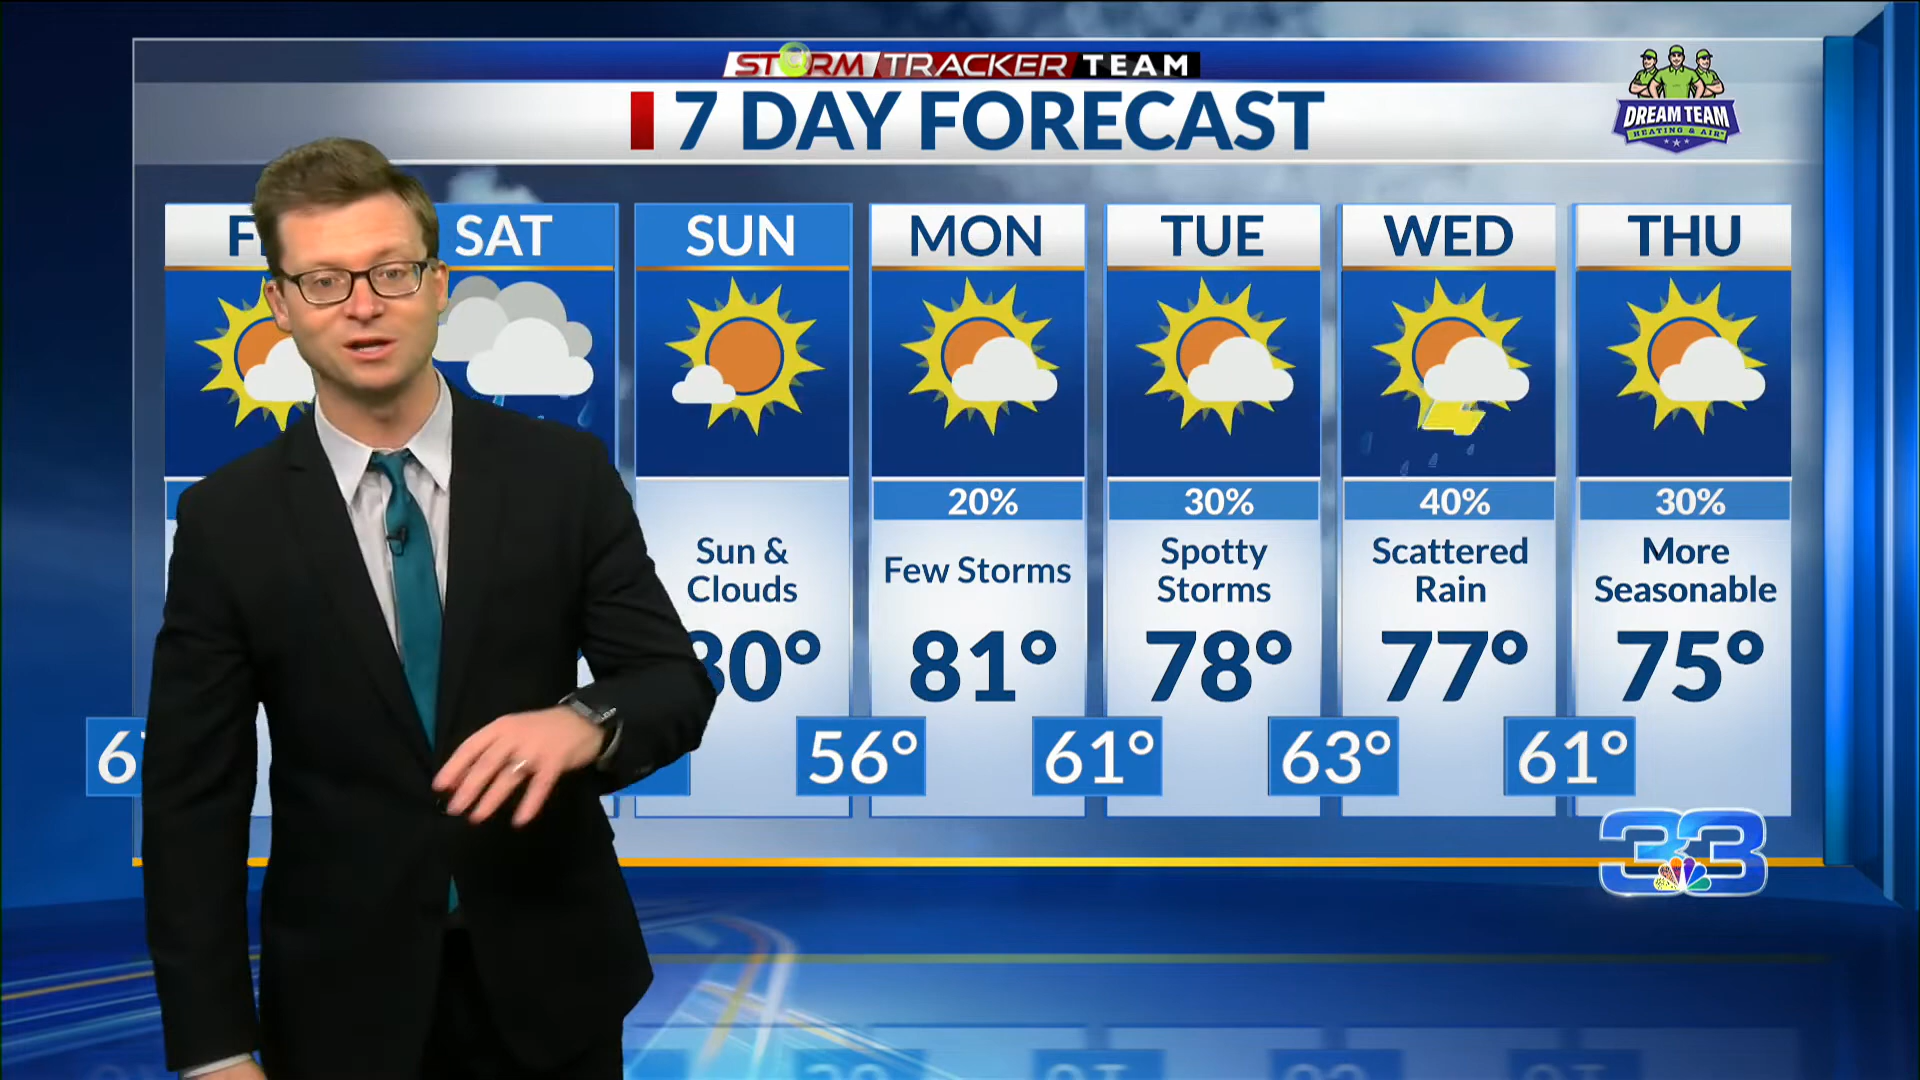 STORM TRACKER TEAM
7 DAY FORECAST
DREAM TEAM
HEATING & AIR
SAT SUN MON TUE WED THU
20% 30% 40% 30%
Sun & Clouds
Few Storms
Spotty Storms
Scattered Rain
More Seasonable
81° 78° 77° 75°
56° 61° 63° 61°
33